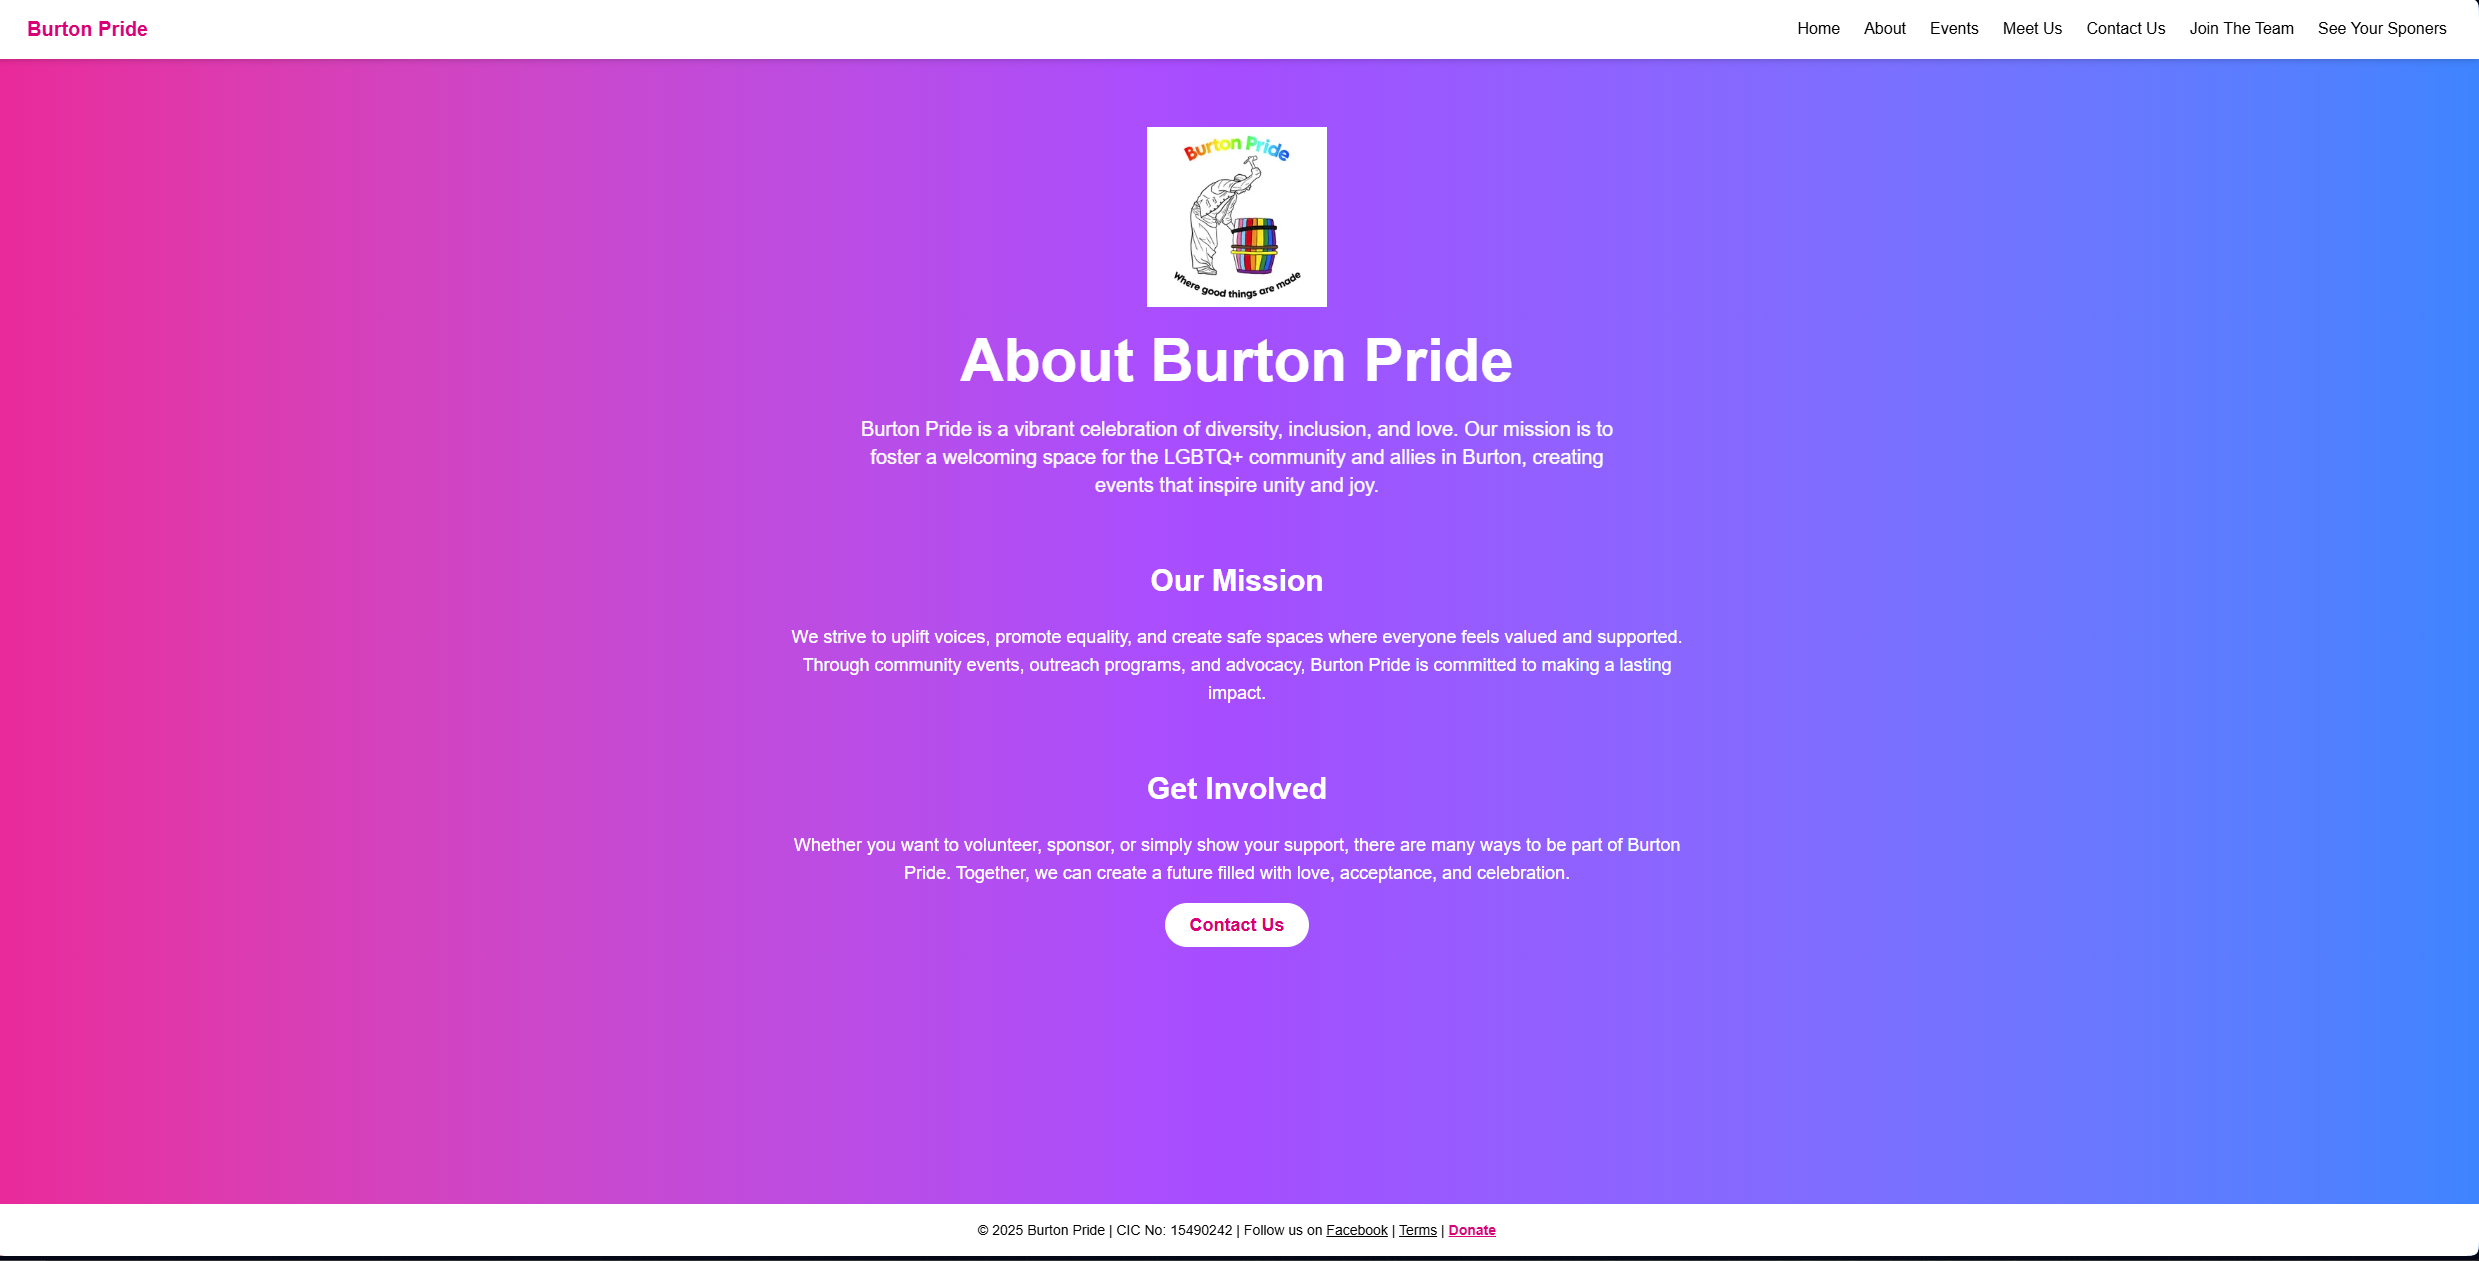 Burton Pride
Home About Events Meet Us Contact Us Join The Team See Your Sponers
Burton Pride
Where good things are made
About Burton Pride
Burton Pride is a vibrant celebration of diversity, inclusion, and love. Our mission is to
foster a welcoming space for the LGBTQ+ community and allies in Burton, creating
events that inspire unity and joy.
Our Mission
We strive to uplift voices, promote equality, and create safe spaces where everyone feels valued and supported.
Through community events, outreach programs, and advocacy, Burton Pride is committed to making a lasting
impact.
Get Involved
Whether you want to volunteer, sponsor, or simply show your support, there are many ways to be part of Burton
Pride. Together, we can create a future filled with love, acceptance, and celebration.
Contact Us
© 2025 Burton Pride | CIC No: 15490242 | Follow us on Facebook | Terms | Donate